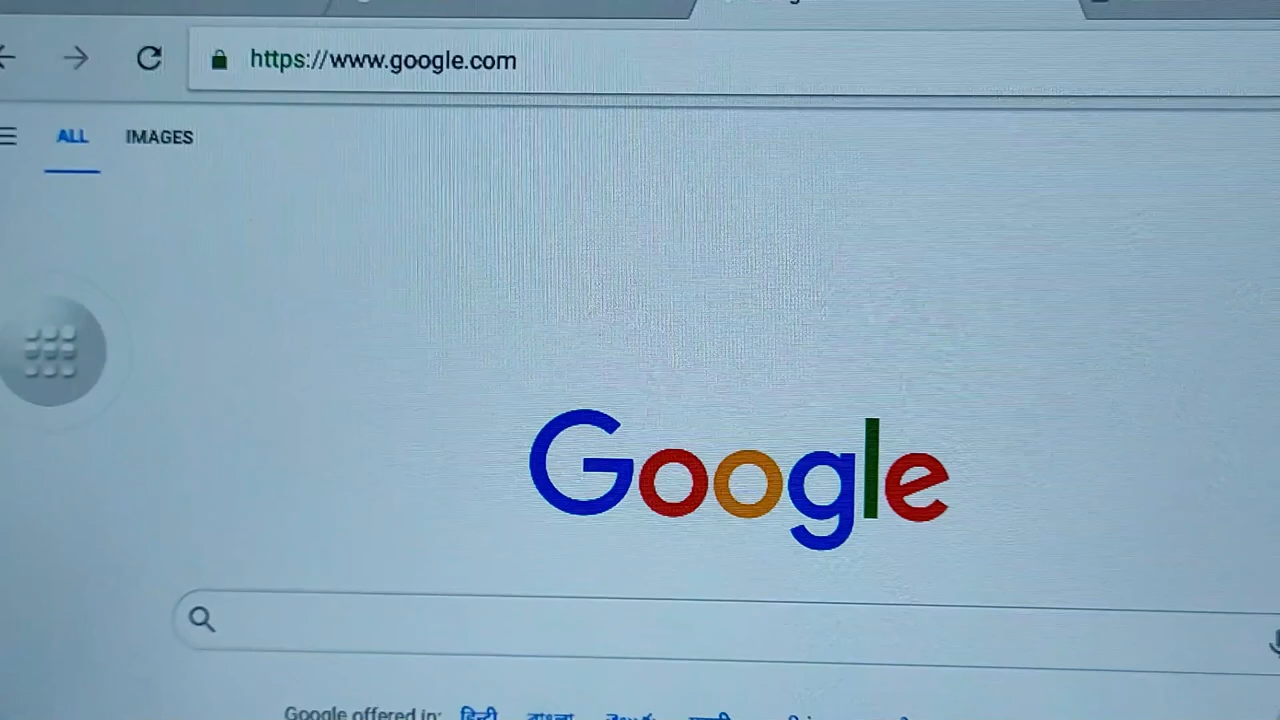 https://www.google.com
ALL IMAGES
Google
Google offered in: हिन्दी বাংলা